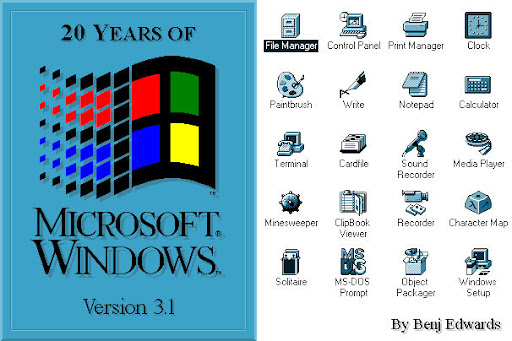 20 YEARS OF
MICROSOFT®
WINDOWS™
Version 3.1
File Manager
Control Panel
Print Manager
Clock
Paintbrush
Write
Notepad
Calculator
Terminal
Cardfile
Sound
Recorder
Media Player
Minesweeper
ClipBook
Viewer
Recorder
Character Map
Solitaire
MS-DOS
Prompt
Object
Packager
Windows
Setup
By Benj Edwards